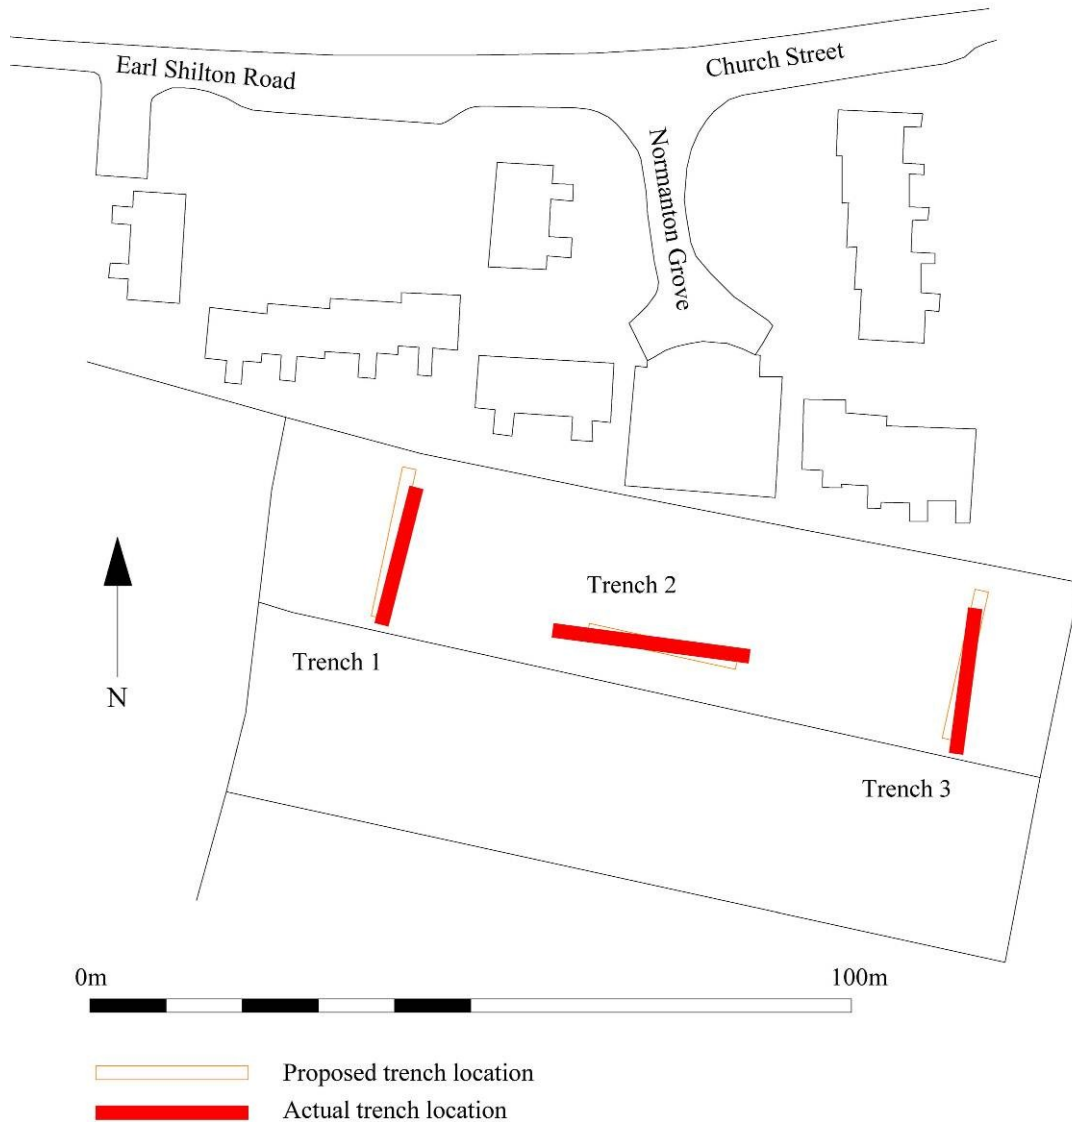 Earl Shilton Road
Church Street
Normanton Grove
Trench 2
Trench 1
N
Trench 3
0m
100m
Proposed trench location
Actual trench location